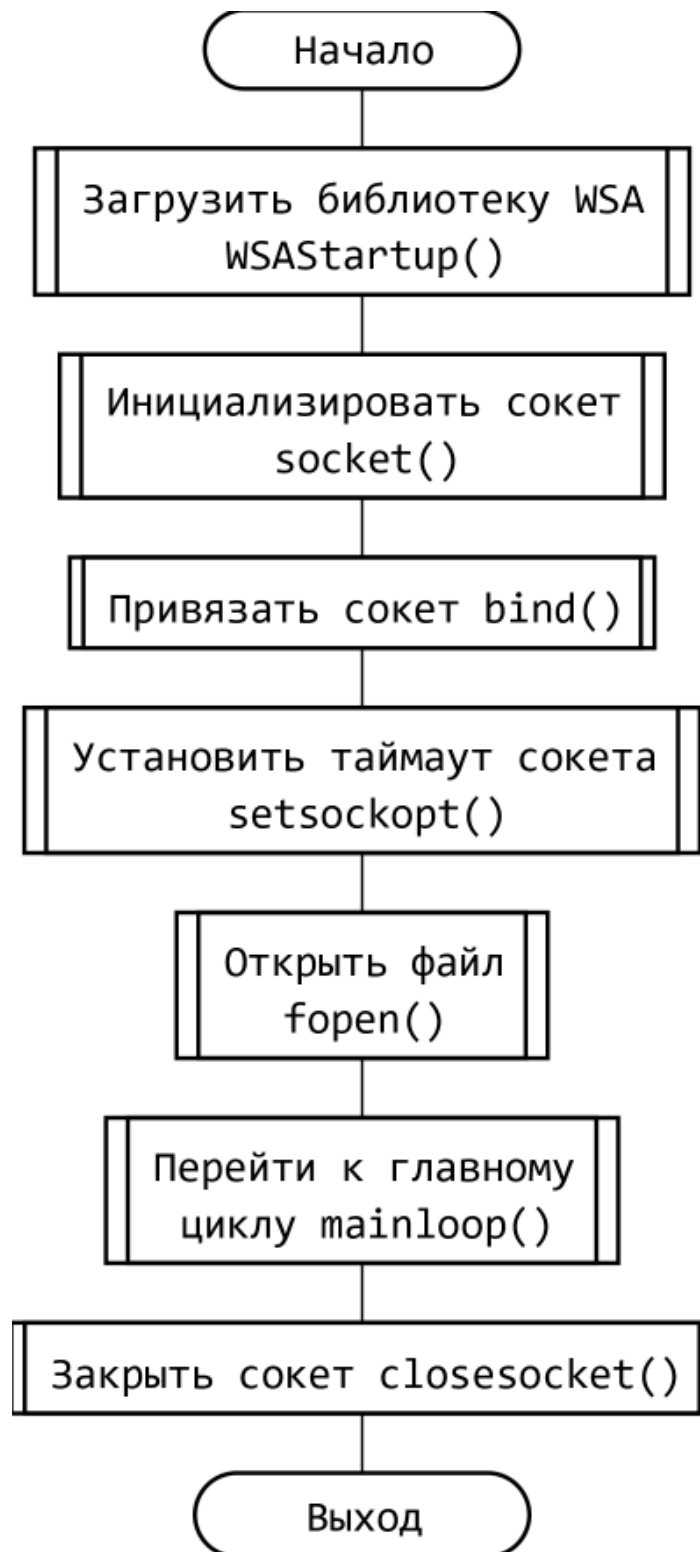 Начало
Загрузить библиотеку WSA
WSAStartup()
Инициализировать сокет
socket()
Привязать сокет bind()
Установить таймаут сокета
setsockopt()
Открыть файл
fopen()
Перейти к главному
циклу mainloop()
Закрыть сокет closesocket()
Выход